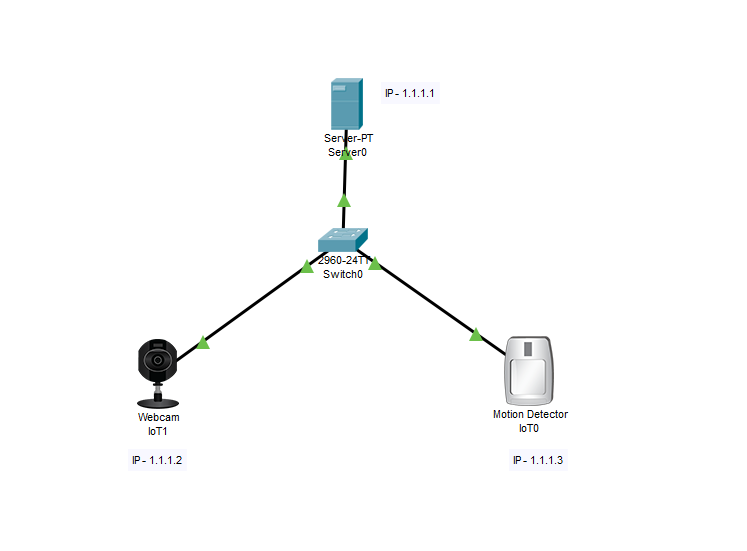 IP- 1.1.1.1
Server-PT
Server0
2960-24TT
Switch0
Webcam
IoT1
IP- 1.1.1.2
Motion Detector
IoT0
IP- 1.1.1.3